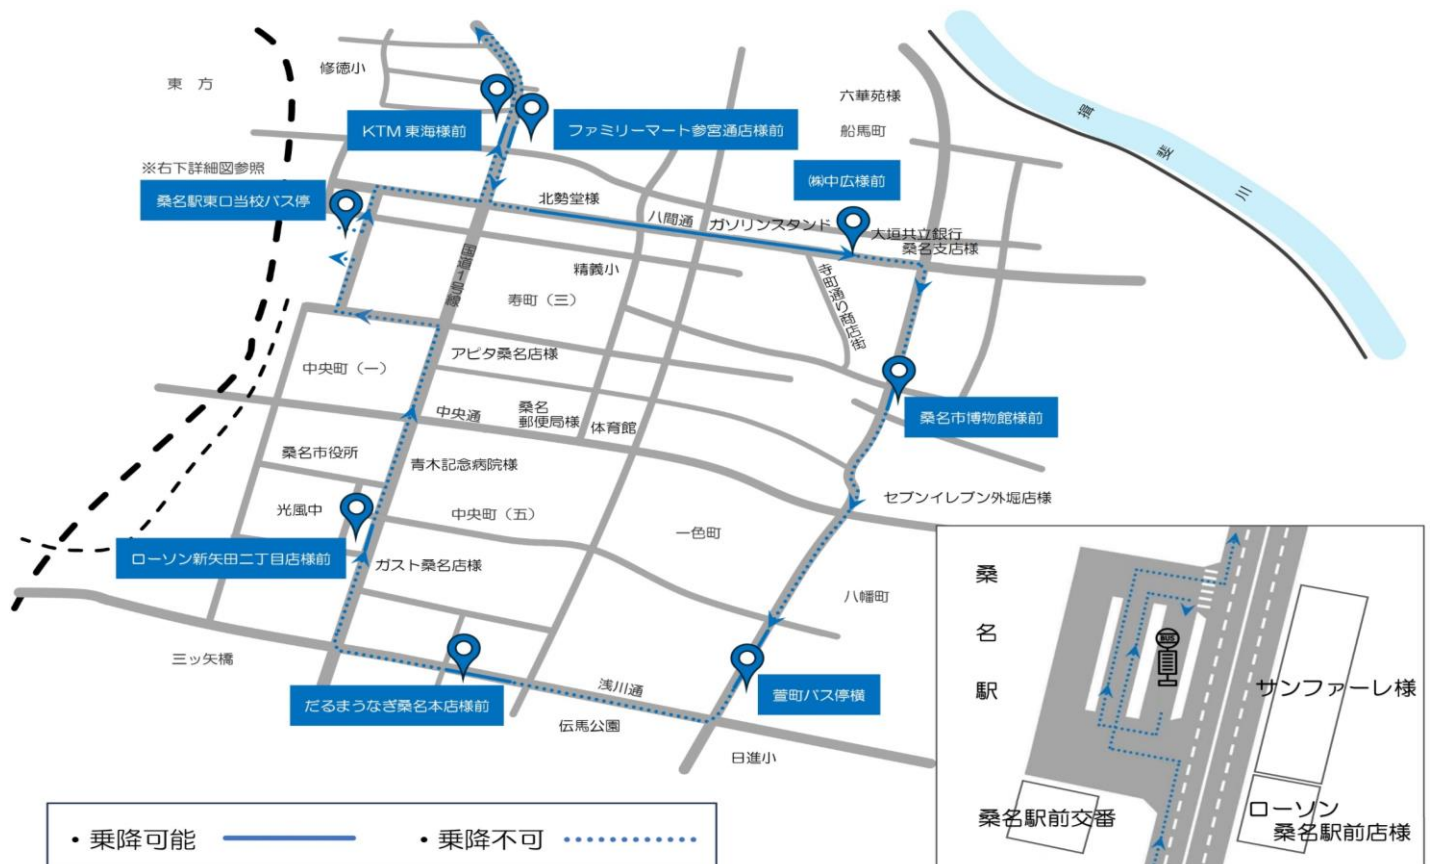 東 方
修徳小
KTM東海様前
ファミリーマート参宮通店様前
六華苑様
船馬町
揖
斐
川
※右下詳細図参照
桑名駅東口当校バス停
北勢堂様
八間通
ガソリンスタンド
㈱中広様前
大垣共立銀行
桑名支店様
国道1号線
精義小
寿町(三)
寺町通り商店街
アピタ桑名店様
中央町(一)
中央通
桑名
郵便局様
体育館
桑名市博物館様前
桑名市役所
青木記念病院様
セブンイレブン外堀店様
光風中
中央町(五)
一色町
ローソン新矢田二丁目店様前
ガスト桑名店様
八幡町
三ッ矢橋
だるまうなぎ桑名本店様前
浅川通
萱町バス停横
伝馬公園
日進小
・乗降可能
・乗降不可
桑
名
駅
BUS
サンファーレ様
桑名駅前交番
ローソン
桑名駅前店様